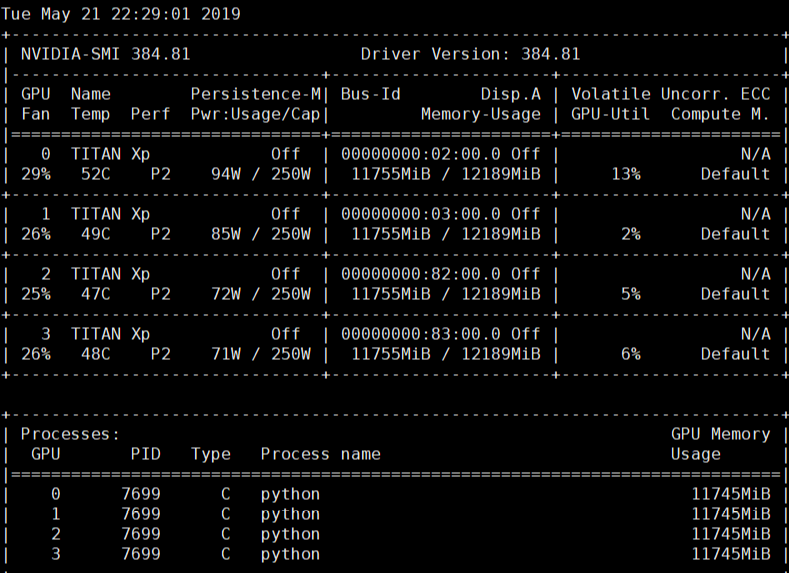 Tue May 21 22:29:01 2019
+-----------------------------------------------------------------------------+
| NVIDIA-SMI 384.81                 Driver Version: 384.81                    |
|-------------------------------+----------------------+----------------------+
| GPU  Name        Persistence-M| Bus-Id        Disp.A | Volatile Uncorr. ECC |
| Fan  Temp  Perf  Pwr:Usage/Cap|         Memory-Usage | GPU-Util  Compute M. |
|===============================+======================+======================|
|   0  TITAN Xp            Off  | 00000000:02:00.0 Off |                  N/A |
| 29%   52C    P2    94W / 250W |  11755MiB / 12189MiB |     13%      Default |
+-------------------------------+----------------------+----------------------+
|   1  TITAN Xp            Off  | 00000000:03:00.0 Off |                  N/A |
| 26%   49C    P2    85W / 250W |  11755MiB / 12189MiB |      2%      Default |
+-------------------------------+----------------------+----------------------+
|   2  TITAN Xp            Off  | 00000000:82:00.0 Off |                  N/A |
| 25%   47C    P2    72W / 250W |  11755MiB / 12189MiB |      5%      Default |
+-------------------------------+----------------------+----------------------+
|   3  TITAN Xp            Off  | 00000000:83:00.0 Off |                  N/A |
| 26%   48C    P2    71W / 250W |  11755MiB / 12189MiB |      6%      Default |
+-------------------------------+----------------------+----------------------+
+-----------------------------------------------------------------------------+
| Processes:                                                       GPU Memory |
|  GPU       PID   Type   Process name                             Usage      |
|=============================================================================|
|    0      7699      C   python                                     11745MiB |
|    1      7699      C   python                                     11745MiB |
|    2      7699      C   python                                     11745MiB |
|    3      7699      C   python                                     11745MiB |